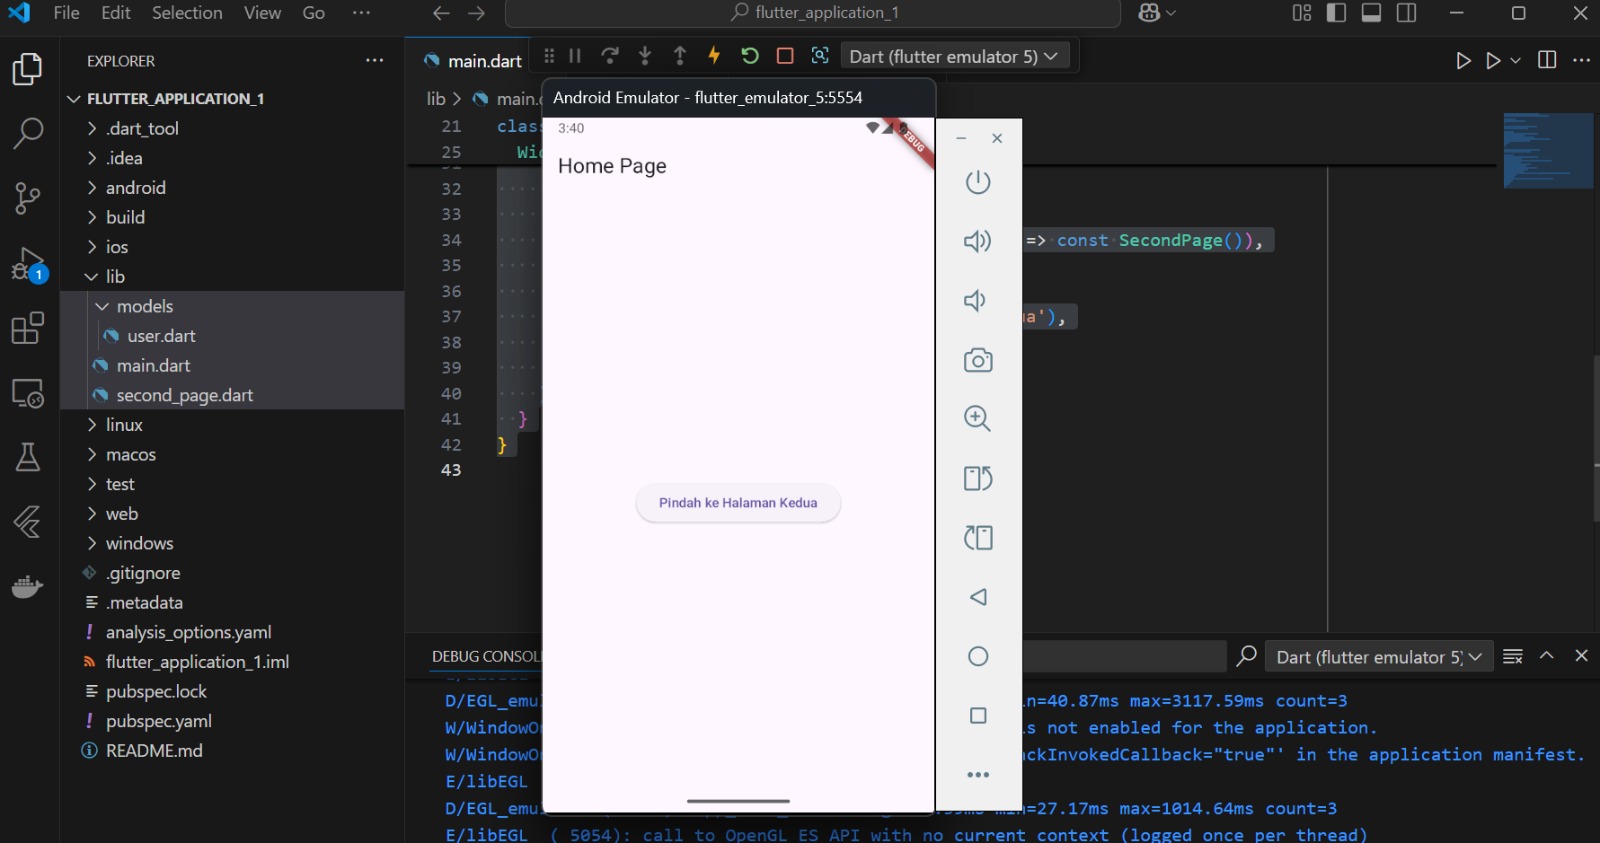 File Edit Selection View Go ···
flutter_application_1
EXPLORER
FLUTTER_APPLICATION_1
.dart_tool
.idea
android
build
ios
lib
models
user.dart
main.dart
second_page.dart
linux
macos
test
web
windows
.gitignore
.metadata
analysis_options.yaml
flutter_application_1.iml
pubspec.lock
pubspec.yaml
README.md
1
main.dart
Dart (flutter emulator 5)
lib > main.
21 clas
25 Wi
32
33
34 => const SecondPage()),
35
36
37 a'),
38
39
40
41 }
42 }
43
Android Emulator - flutter_emulator_5:5554
3:40
Home Page
Pindah ke Halaman Kedua
DEBUG CONSOL
Dart (flutter emulator 5)
D/EGL_emu n=40.87ms max=3117.59ms count=3
W/WindowOn s not enabled for the application.
W/WindowOn ckInvokedCallback="true"' in the application manifest.
E/libEGL
D/EGL_emu min=27.17ms max=1014.64ms count=3
E/libEGL ( 5054): call to OpenGL ES API with no current context (logged once per thread)